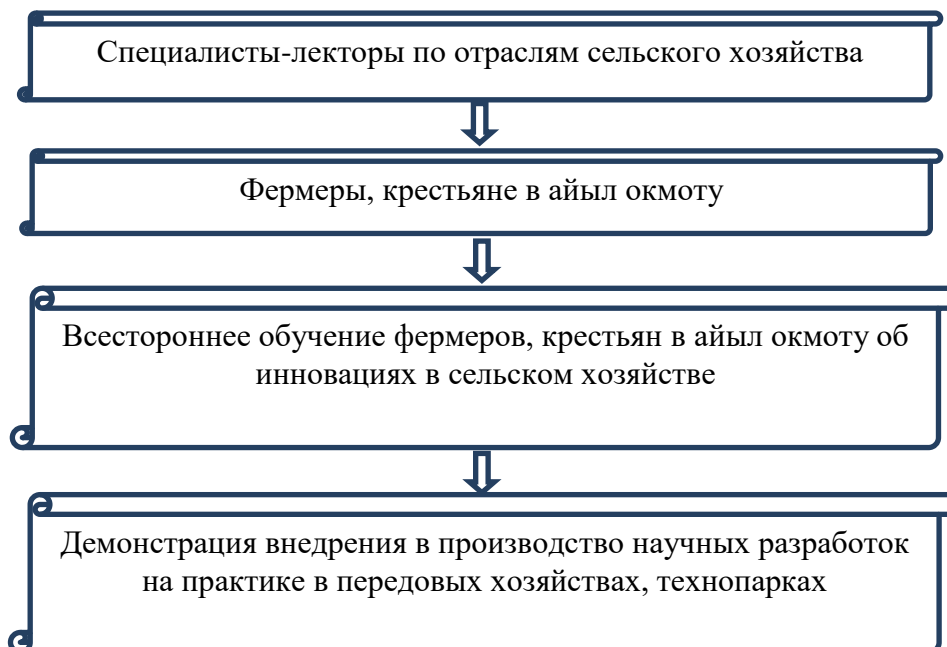 Специалисты-лекторы по отраслям сельского хозяйства
Фермеры, крестьяне в айыл окмоту
Всестороннее обучение фермеров, крестьян в айыл окмоту об
инновациях в сельском хозяйстве
Демонстрация внедрения в производство научных разработок
на практике в передовых хозяйствах, технопарках